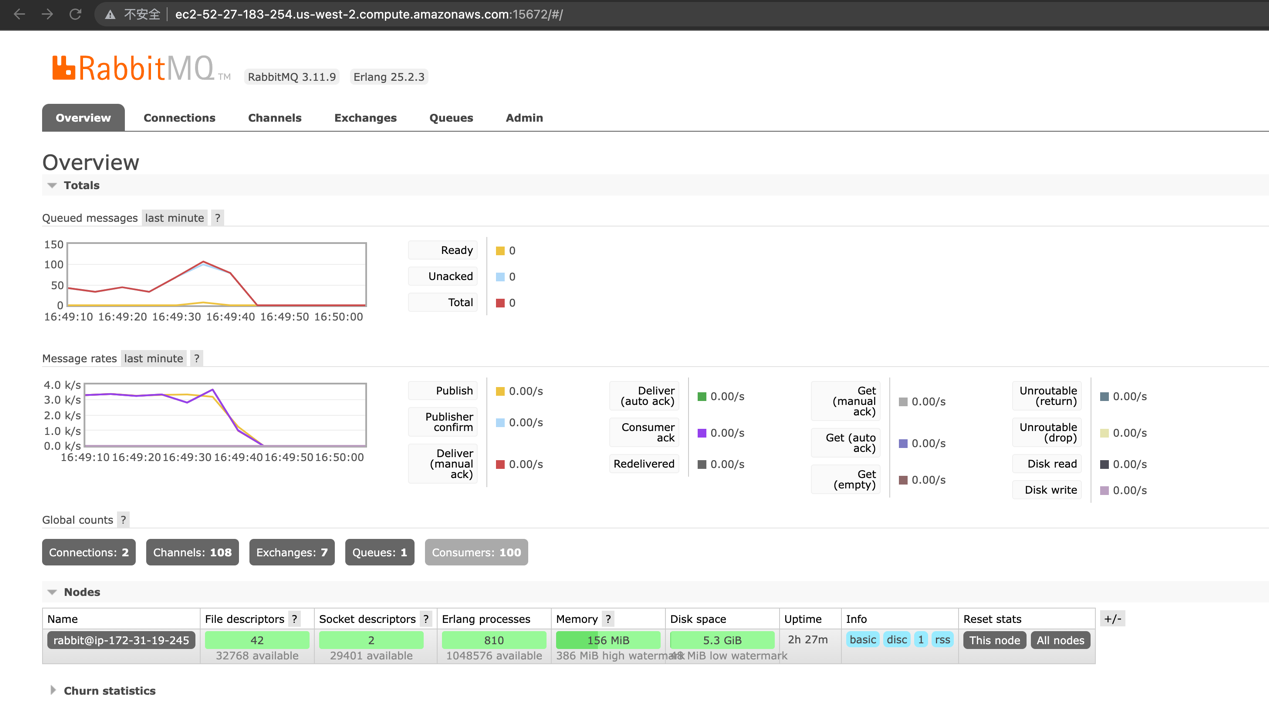 不安全 ec2-52-27-183-254.us-west-2.compute.amazonaws.com:15672/#/
RabbitMQ TM RabbitMQ 3.11.9 Erlang 25.2.3
Overview Connections Channels Exchanges Queues Admin
Overview
Totals
Queued messages last minute ?
150
100
50
0
16:49:10 16:49:20 16:49:30 16:49:40 16:49:50 16:50:00
Ready 0
Unacked 0
Total 0
Message rates last minute ?
4.0 k/s
3.0 k/s
2.0 k/s
1.0 k/s
0.0 k/s
16:49:10 16:49:20 16:49:30 16:49:40 16:49:50 16:50:00
Publish 0.00/s
Publisher
confirm 0.00/s
Deliver
(manual
ack) 0.00/s
Deliver
(auto ack) 0.00/s
Consumer
ack 0.00/s
Redelivered 0.00/s
Get
(manual
ack) 0.00/s
Get (auto
ack) 0.00/s
Get
(empty) 0.00/s
Unroutable
(return) 0.00/s
Unroutable
(drop) 0.00/s
Disk read 0.00/s
Disk write 0.00/s
Global counts ?
Connections: 2 Channels: 108 Exchanges: 7 Queues: 1 Consumers: 100
Nodes
Name File descriptors ? Socket descriptors ? Erlang processes Memory ? Disk space Uptime Info Reset stats +/-
rabbit@ip-172-31-19-245 42 2 810 156 MiB 5.3 GiB 2h 27m basic disc 1 rss This node All nodes
32768 available 29401 available 1048576 available 386 MiB high watermark MiB low watermark
Churn statistics